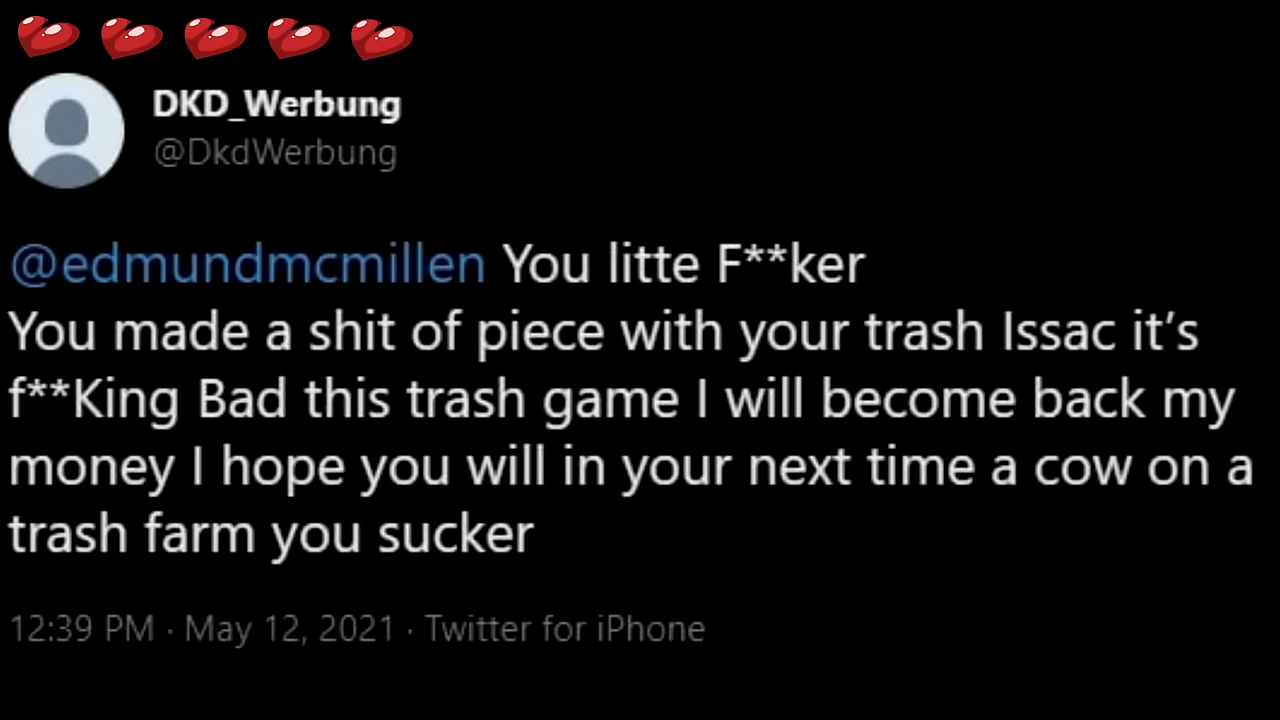 DKD_Werbung
@DkdWerbung
@edmundmcmillen You litte F**ker
You made a shit of piece with your trash Issac it’s
f**King Bad this trash game I will become back my
money I hope you will in your next time a cow on a
trash farm you sucker
12:39 PM · May 12, 2021 · Twitter for iPhone